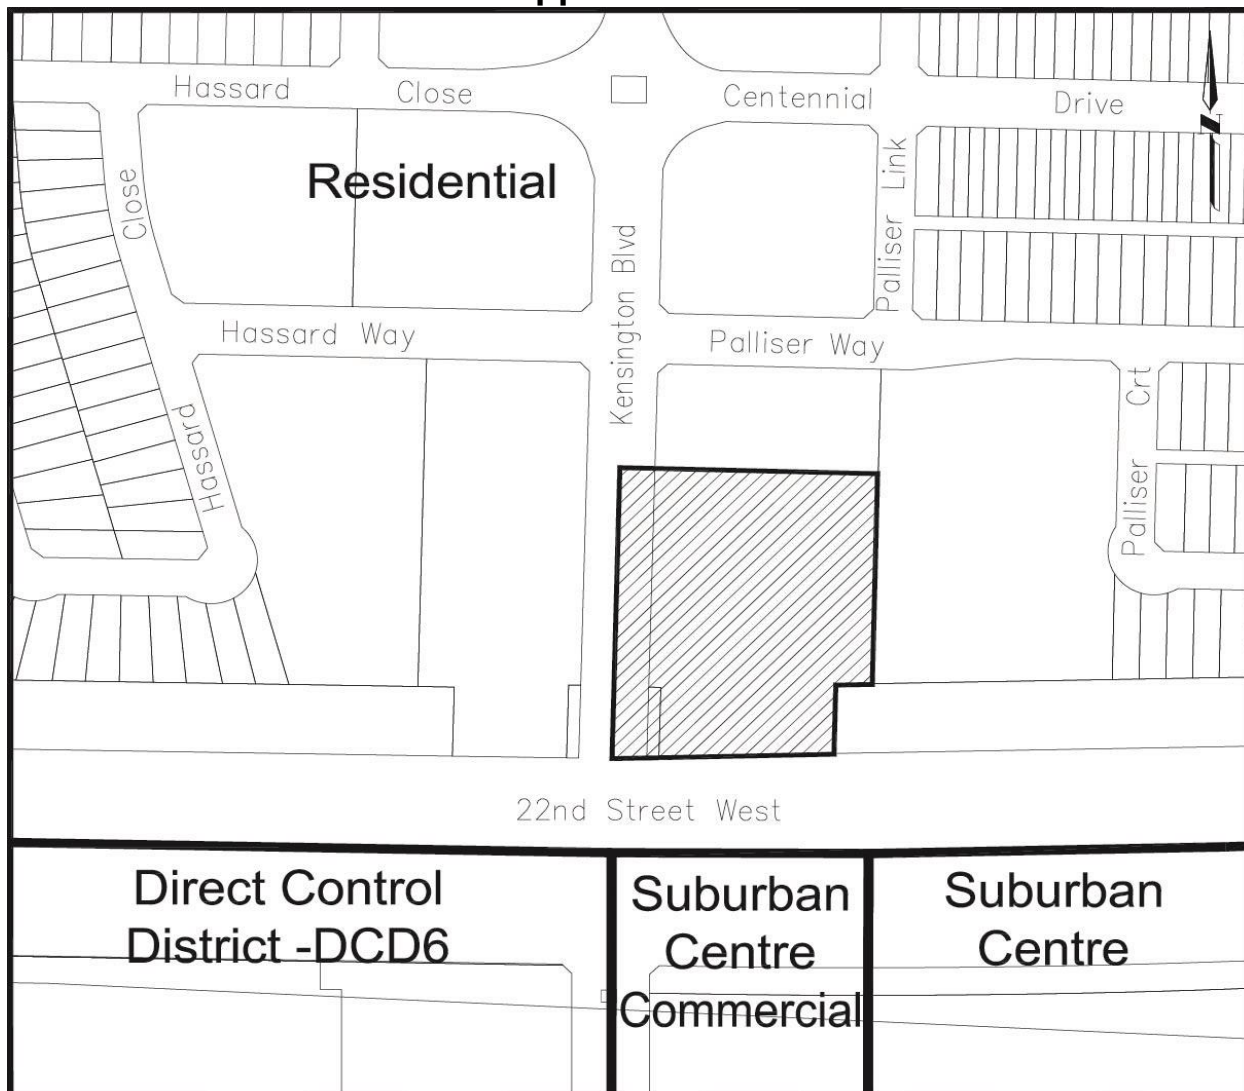 Hassard Close
Centennial Drive
Residential
Close
Palliser Link
Kensington Blvd
Hassard Way
Palliser Way
Hassard
Palliser Crt
22nd Street West
Direct Control
District -DCD6
Suburban
Centre
Commercial
Suburban
Centre